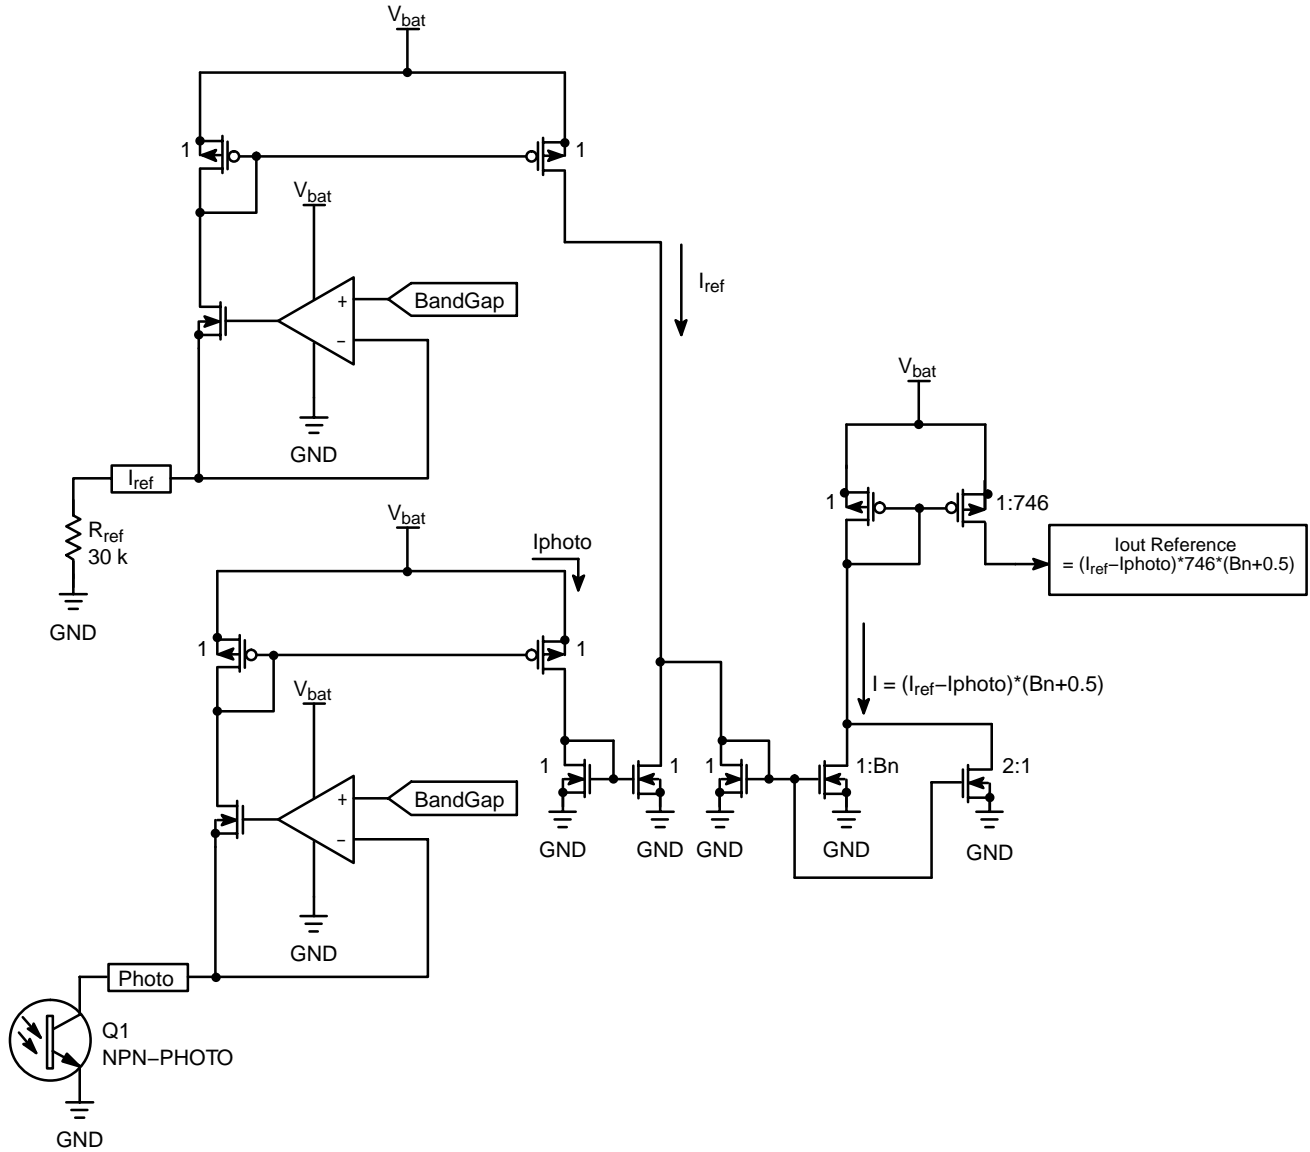 Vbat
1
1
Vbat
+
BandGap
−
Iref
GND
Vbat
Iref
Rref
30 k
GND
1
1:746
Iout Reference
= (Iref−Iphoto)*746*(Bn+0.5)
Vbat
Iphoto
1
1
Vbat
I = (Iref−Iphoto)*(Bn+0.5)
+
BandGap
−
1
1
1
1:Bn
2:1
GND
GND
GND
GND
GND
GND
Photo
Q1
NPN−PHOTO
GND